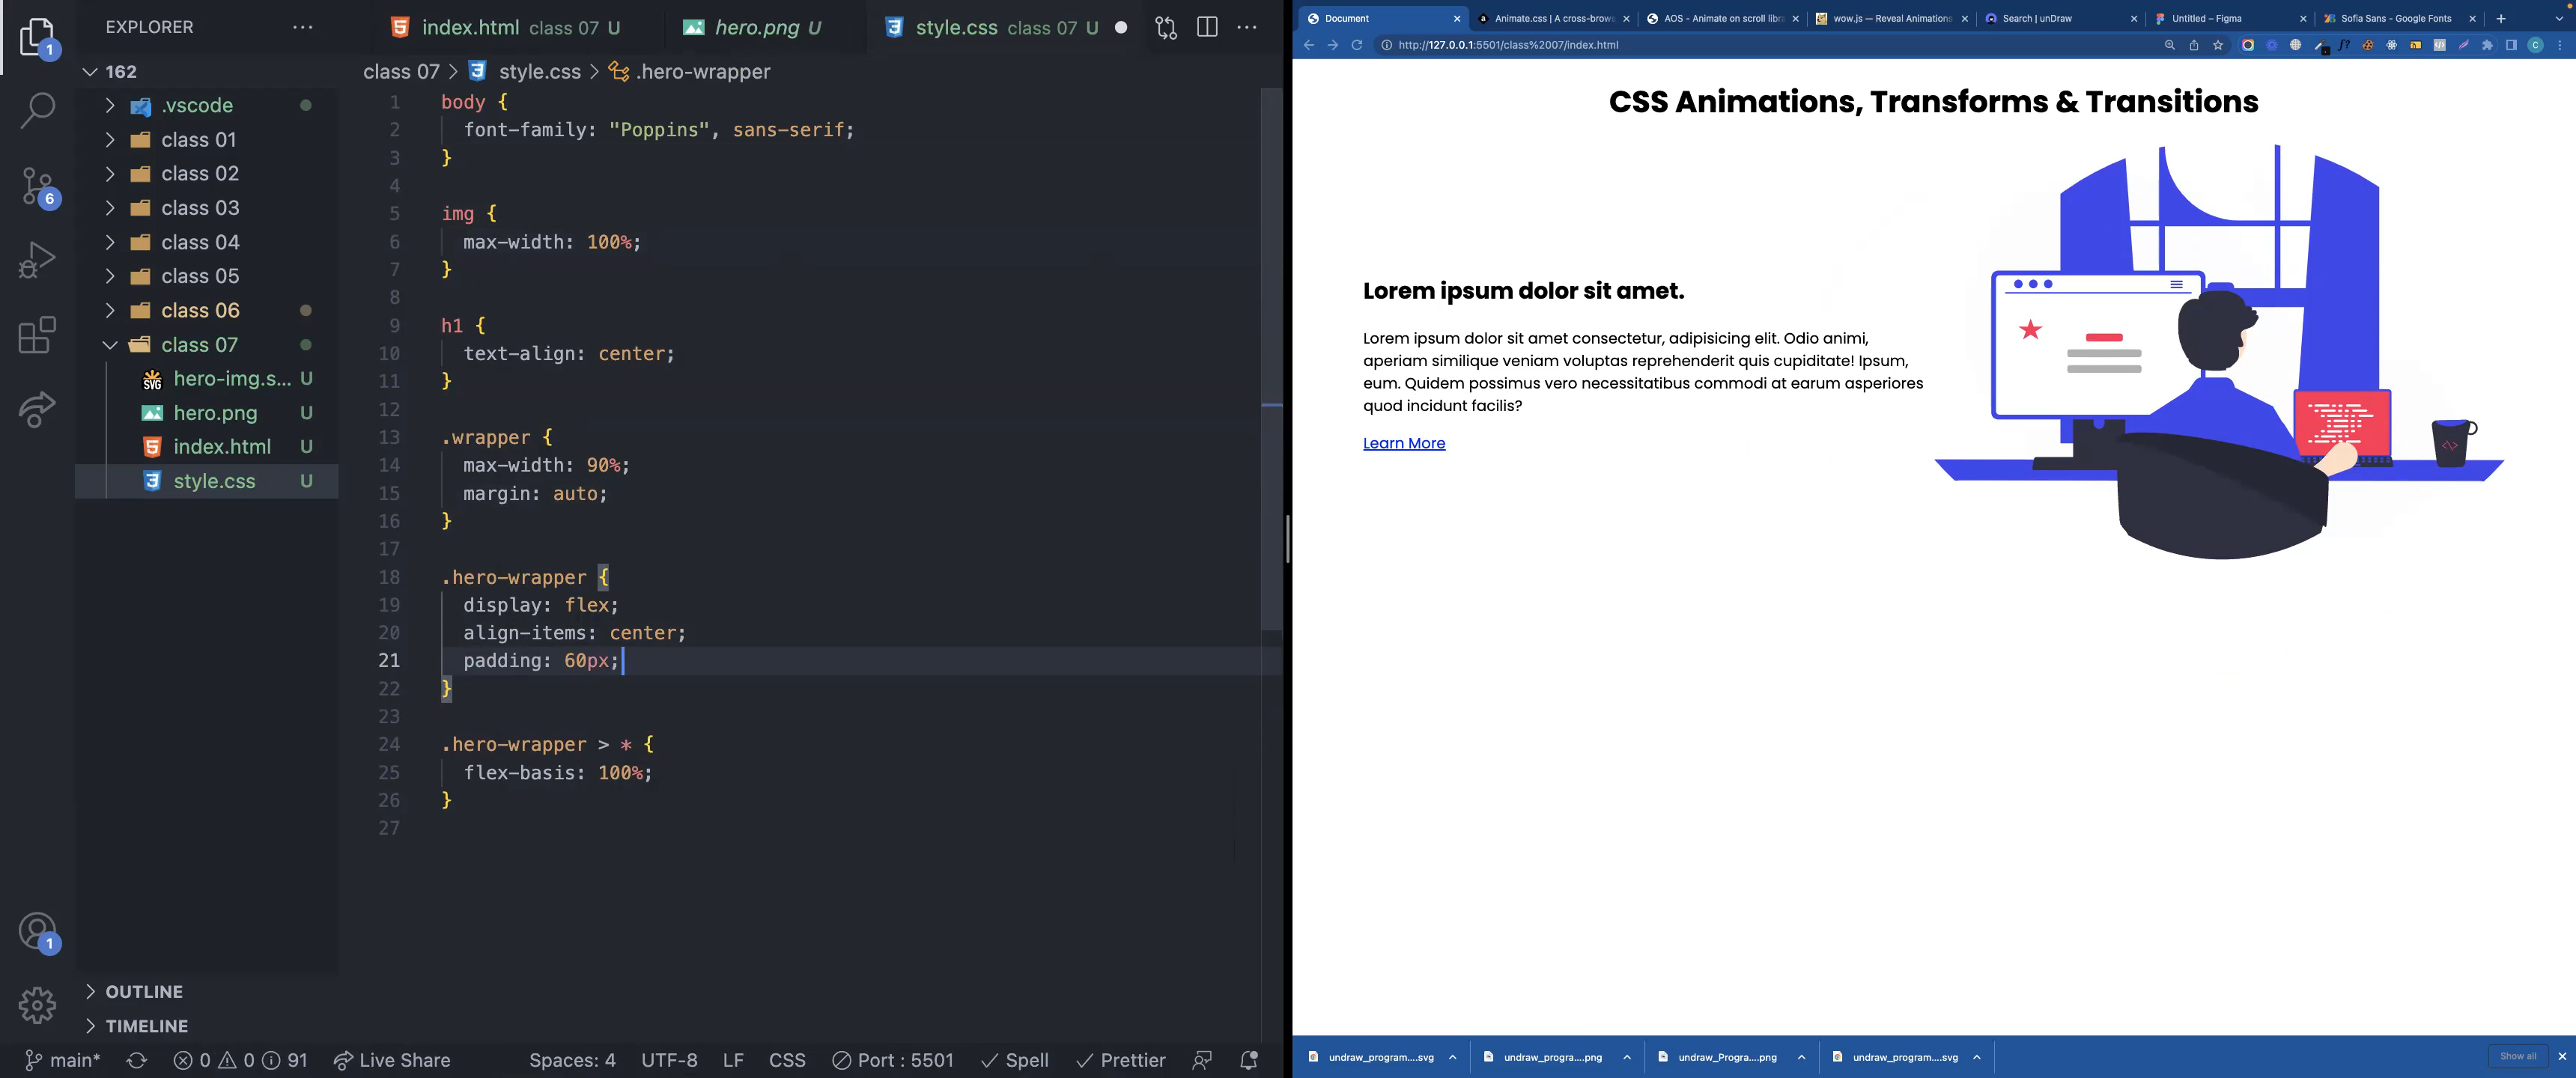 EXPLORER
162
.vscode
class 01
class 02
class 03
class 04
class 05
class 06
class 07
hero-img.s... U
hero.png U
index.html U
style.css U
OUTLINE
TIMELINE
1
6
1
index.html class 07 U
hero.png U
style.css class 07 U
class 07 > style.css > .hero-wrapper
1 body {
2 font-family: "Poppins", sans-serif;
3 }
4
5 img {
6 max-width: 100%;
7 }
8
9 h1 {
10 text-align: center;
11 }
12
13 .wrapper {
14 max-width: 90%;
15 margin: auto;
16 }
17
18 .hero-wrapper {
19 display: flex;
20 align-items: center;
21 padding: 60px;
22 }
23
24 .hero-wrapper > * {
25 flex-basis: 100%;
26 }
27
main* 0 0 91 Live Share Spaces: 4 UTF-8 LF CSS Port : 5501 Spell Prettier
Document
Animate.css | A cross-brows
AOS - Animate on scroll libra
wow.js — Reveal Animations
Search | unDraw
Untitled – Figma
Sofia Sans - Google Fonts
http://127.0.0.1:5501/class%2007/index.html
CSS Animations, Transforms & Transitions
Lorem ipsum dolor sit amet.
Lorem ipsum dolor sit amet consectetur, adipisicing elit. Odio animi,
aperiam similique veniam voluptas reprehenderit quis cupiditate! Ipsum,
eum. Quidem possimus vero necessitatibus commodi at earum asperiores
quod incidunt facilis?
Learn More
undraw_program....svg
undraw_progra....png
undraw_Progra....png
undraw_program....svg
Show all